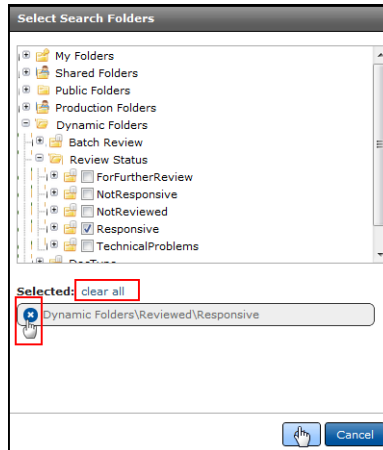 Select Search Folders
My Folders
Shared Folders
Public Folders
Production Folders
Dynamic Folders
Batch Review
Review Status
ForFurtherReview
NotResponsive
NotReviewed
Responsive
TechnicalProblems
DocType
Selected: clear all
Dynamic Folders\Reviewed\Responsive
Cancel